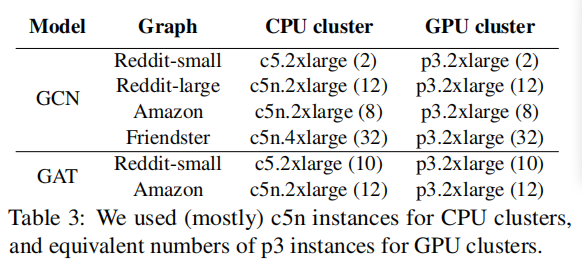 Model Graph CPU cluster GPU cluster
GCN
Reddit-small c5.2xlarge (2) p3.2xlarge (2)
Reddit-large c5n.2xlarge (12) p3.2xlarge (12)
Amazon c5n.2xlarge (8) p3.2xlarge (8)
Friendster c5n.4xlarge (32) p3.2xlarge (32)
GAT
Reddit-small c5.2xlarge (10) p3.2xlarge (10)
Amazon c5n.2xlarge (12) p3.2xlarge (12)
Table 3: We used (mostly) c5n instances for CPU clusters,
and equivalent numbers of p3 instances for GPU clusters.